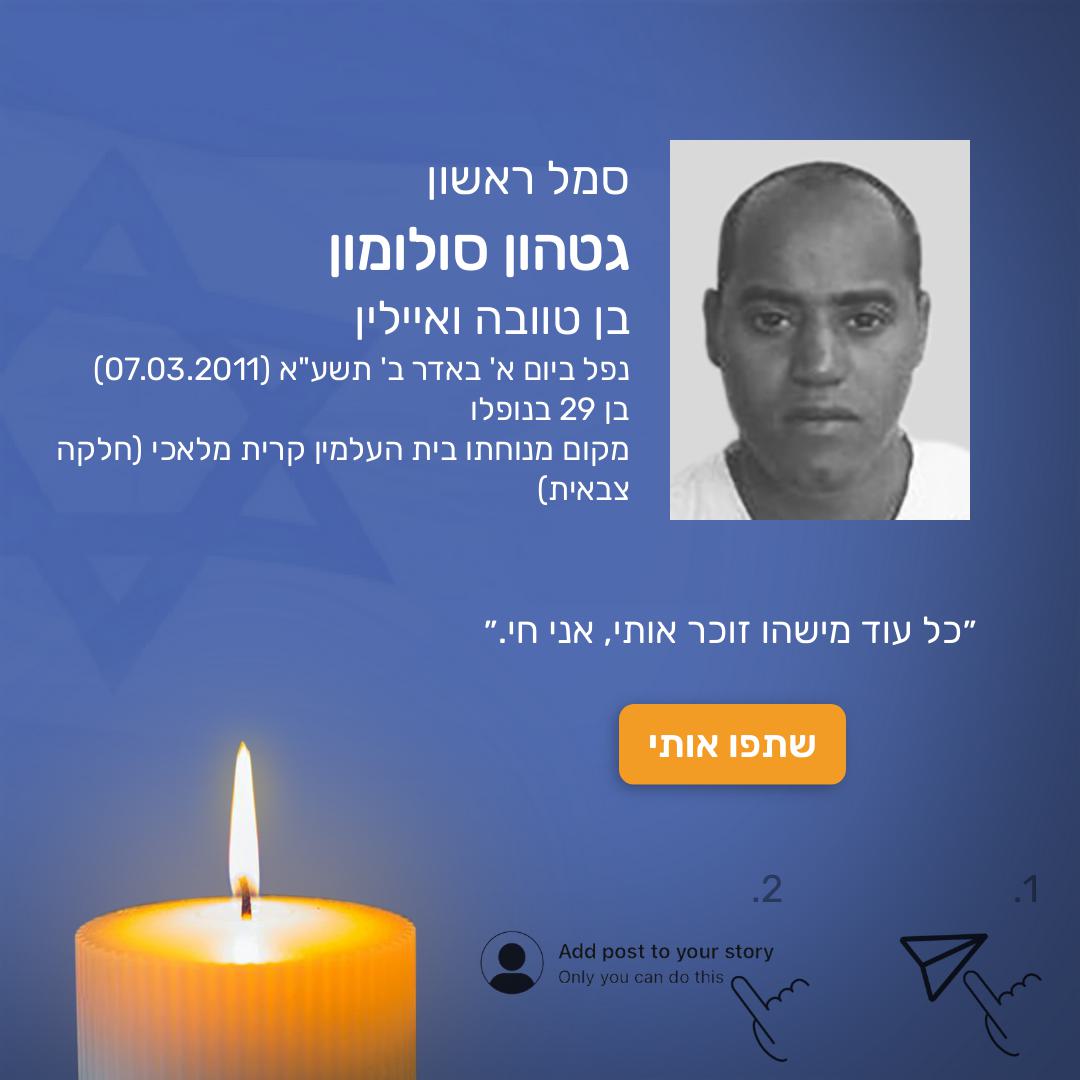 סמל ראשון
גטהון סולומון
בן טוובה ואיילין
נפל ביום א' באדר ב' תשע"א (07.03.2011)
בן 29 בנופלו
מקום מנוחתו בית העלמין קרית מלאכי (חלקה
צבאית)
״כל עוד מישהו זוכר אותי, אני חי.״
שתפו אותי
1.
2.
Add post to your story
Only you can do this